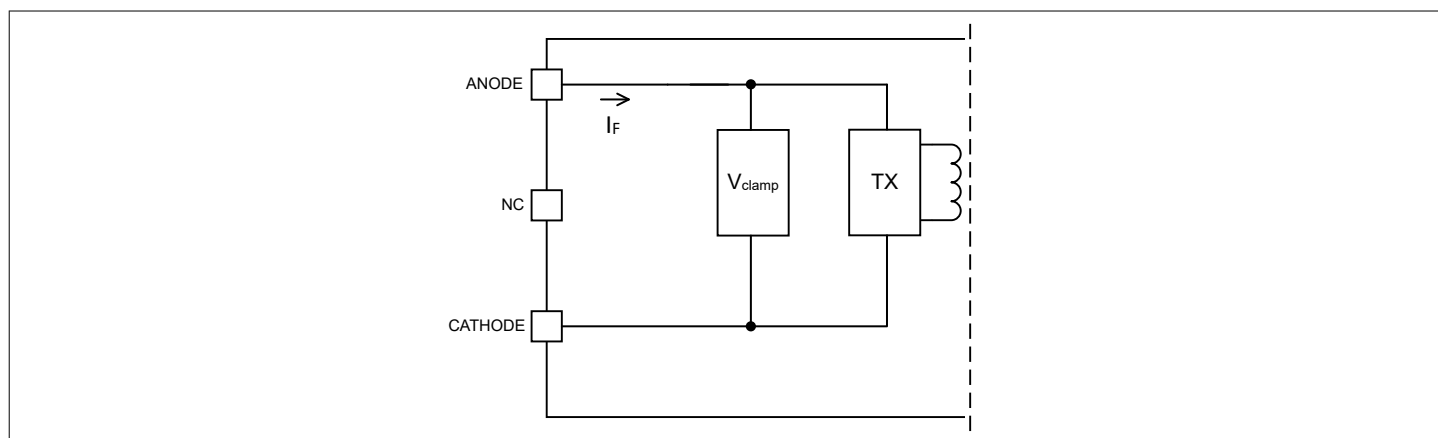 ANODE
IF
Vclamp
TX
NC
CATHODE